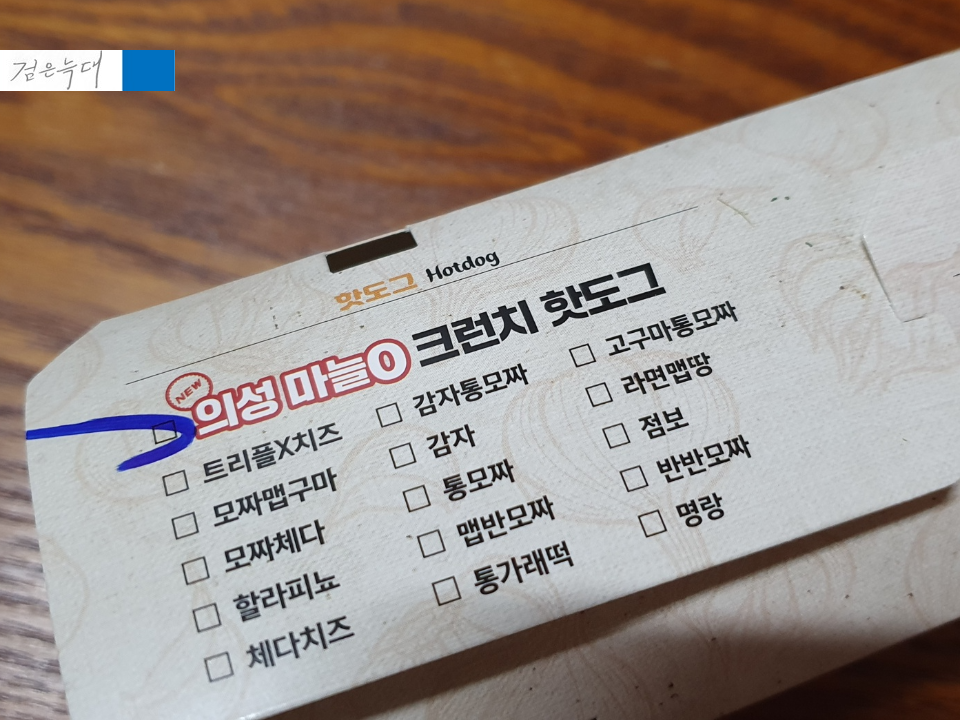 검은늑대
핫도그 Hotdog
NEW
의성 마늘O 크런치 핫도그
트리플X치즈
모짜맵구마
모짜체다
할라피뇨
체다치즈
감자통모짜
감자
통모짜
맵반모짜
통가래떡
고구마통모짜
라면맵땅
점보
반반모짜
명랑